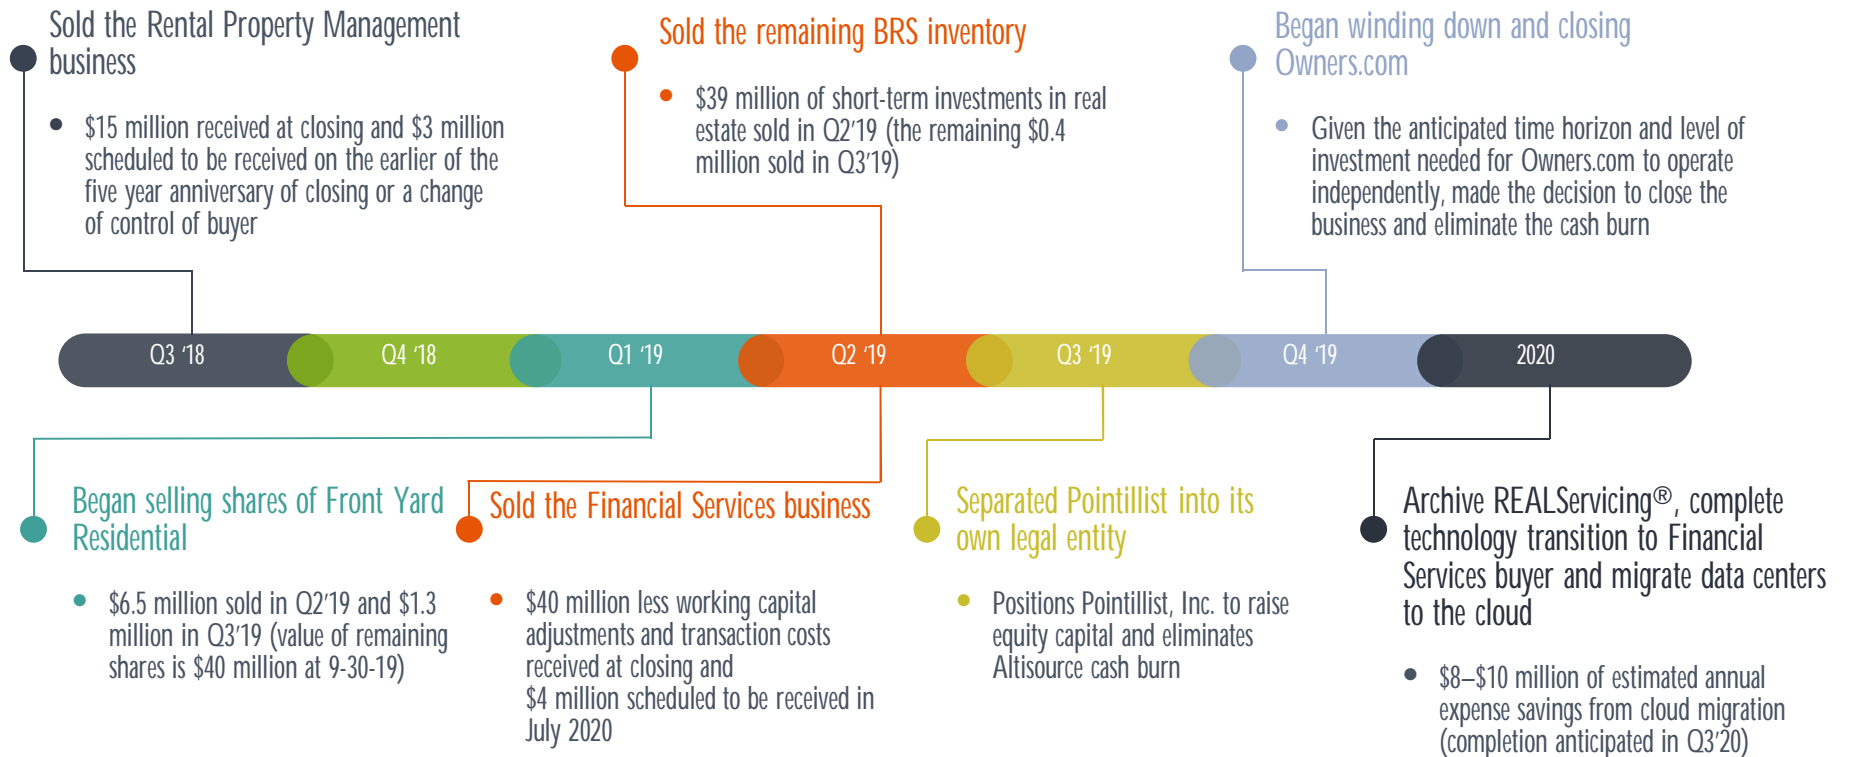 Sold the Rental Property Management
business
• $15 million received at closing and $3 million
scheduled to be received on the earlier of the
five year anniversary of closing or a change
of control of buyer
Sold the remaining BRS inventory
• $39 million of short-term investments in real
estate sold in Q2’19 (the remaining $0.4
million sold in Q3’19)
Began winding down and closing
Owners.com
• Given the anticipated time horizon and level of
investment needed for Owners.com to operate
independently, made the decision to close the
business and eliminate the cash burn
Q3 ‘18
Q4 ‘18
Q1 ‘19
Q2 ‘19
Q3 ‘19
Q4 ‘19
2020
Began selling shares of Front Yard
Residential
• $6.5 million sold in Q2’19 and $1.3
million in Q3’19 (value of remaining
shares is $40 million at 9-30-19)
Sold the Financial Services business
• $40 million less working capital
adjustments and transaction costs
received at closing and
$4 million scheduled to be received in
July 2020
Separated Pointillist into its
own legal entity
• Positions Pointillist, Inc. to raise
equity capital and eliminates
Altisource cash burn
Archive REALServicing®, complete
technology transition to Financial
Services buyer and migrate data centers
to the cloud
• $8–$10 million of estimated annual
expense savings from cloud migration
(completion anticipated in Q3’20)